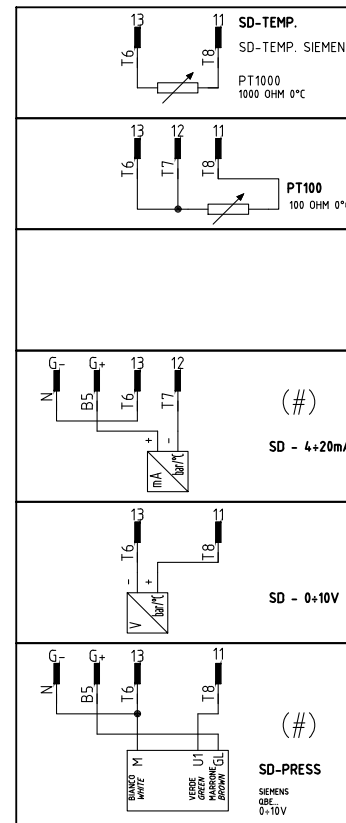 13 11
T6 T8
SD-TEMP.
SD-TEMP. SIEMEN
PT1000
1000 OHM 0°C
13 12 11
T6 T7 T8
PT100
100 OHM 0°
G- G+ 13 12
N B5 T6 T7
+ -
mA bar/°C
(#)
SD - 4÷20mA
13 11
T6 T8
- +
V bar/°C
SD - 0÷10V
G- G+ 13 11
N B5 T6 T8
M U1 GL
BIANCO
WHITE
VERDE
GREEN
MARRONE
BROWN
(#)
SD-PRESS
SIEMENS
QBE...
0÷10V